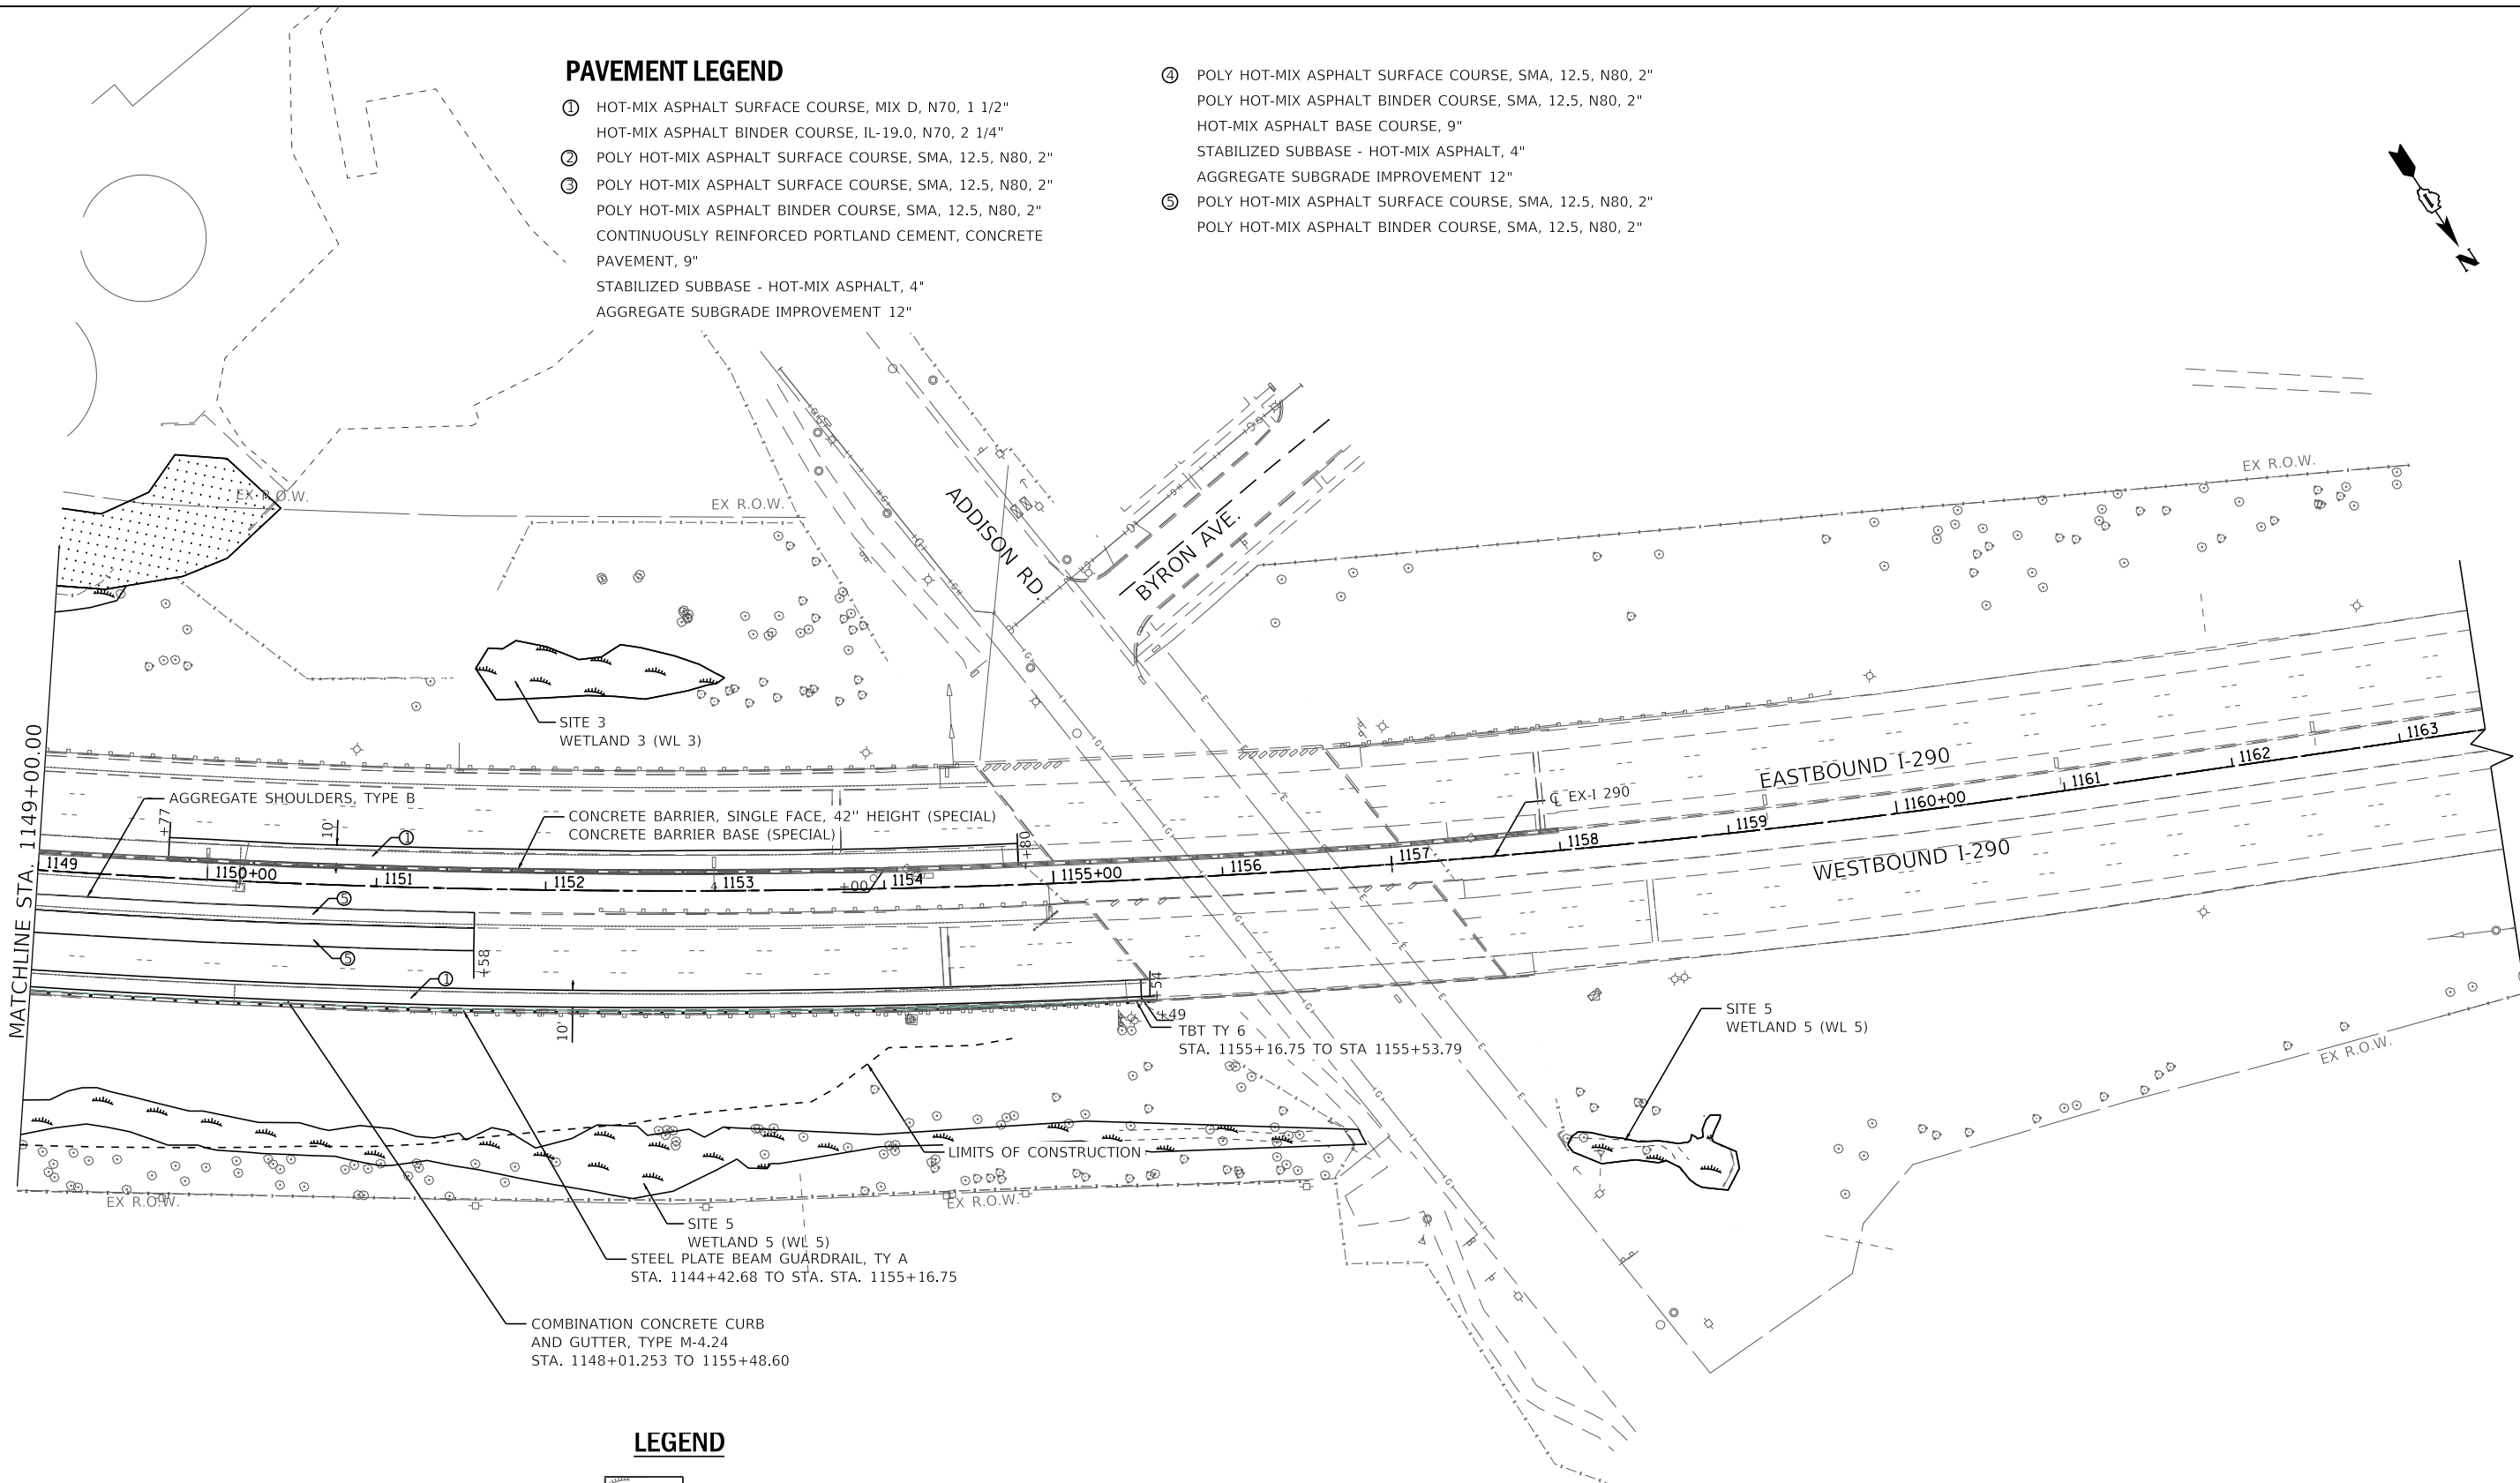 PAVEMENT LEGEND
① HOT-MIX ASPHALT SURFACE COURSE, MIX D, N70, 1 1/2"
HOT-MIX ASPHALT BINDER COURSE, IL-19.0, N70, 2 1/4"
② POLY HOT-MIX ASPHALT SURFACE COURSE, SMA, 12.5, N80, 2"
③ POLY HOT-MIX ASPHALT SURFACE COURSE, SMA, 12.5, N80, 2"
POLY HOT-MIX ASPHALT BINDER COURSE, SMA, 12.5, N80, 2"
CONTINUOUSLY REINFORCED PORTLAND CEMENT, CONCRETE
PAVEMENT, 9"
STABILIZED SUBBASE - HOT-MIX ASPHALT, 4"
AGGREGATE SUBGRADE IMPROVEMENT 12"
④ POLY HOT-MIX ASPHALT SURFACE COURSE, SMA, 12.5, N80, 2"
POLY HOT-MIX ASPHALT BINDER COURSE, SMA, 12.5, N80, 2"
HOT-MIX ASPHALT BASE COURSE, 9"
STABILIZED SUBBASE - HOT-MIX ASPHALT, 4"
AGGREGATE SUBGRADE IMPROVEMENT 12"
⑤ POLY HOT-MIX ASPHALT SURFACE COURSE, SMA, 12.5, N80, 2"
POLY HOT-MIX ASPHALT BINDER COURSE, SMA, 12.5, N80, 2"
N
EX R.O.W.
EX R.O.W.
EX R.O.W.
ADDISON RD.
BYRON AVE.
SITE 3
WETLAND 3 (WL 3)
MATCHLINE STA. 1149+00.00
AGGREGATE SHOULDERS, TYPE B
+77
10'
①
CONCRETE BARRIER, SINGLE FACE, 42" HEIGHT (SPECIAL)
CONCRETE BARRIER BASE (SPECIAL)
+80
℄ EX-I 290
EASTBOUND I-290
WESTBOUND I-290
1149
1150+00
1151
1152
1153
+00
1154
1155+00
1156
1157
1158
1159
1160+00
1161
1162
1163
⑤
⑤
+58
①
10'
+54
+49
TBT TY 6
STA. 1155+16.75 TO STA 1155+53.79
SITE 5
WETLAND 5 (WL 5)
EX R.O.W.
LIMITS OF CONSTRUCTION
EX R.O.W.
EX R.O.W.
SITE 5
WETLAND 5 (WL 5)
STEEL PLATE BEAM GUARDRAIL, TY A
STA. 1144+42.68 TO STA. STA. 1155+16.75
COMBINATION CONCRETE CURB
AND GUTTER, TYPE M-4.24
STA. 1148+01.253 TO 1155+48.60
LEGEND